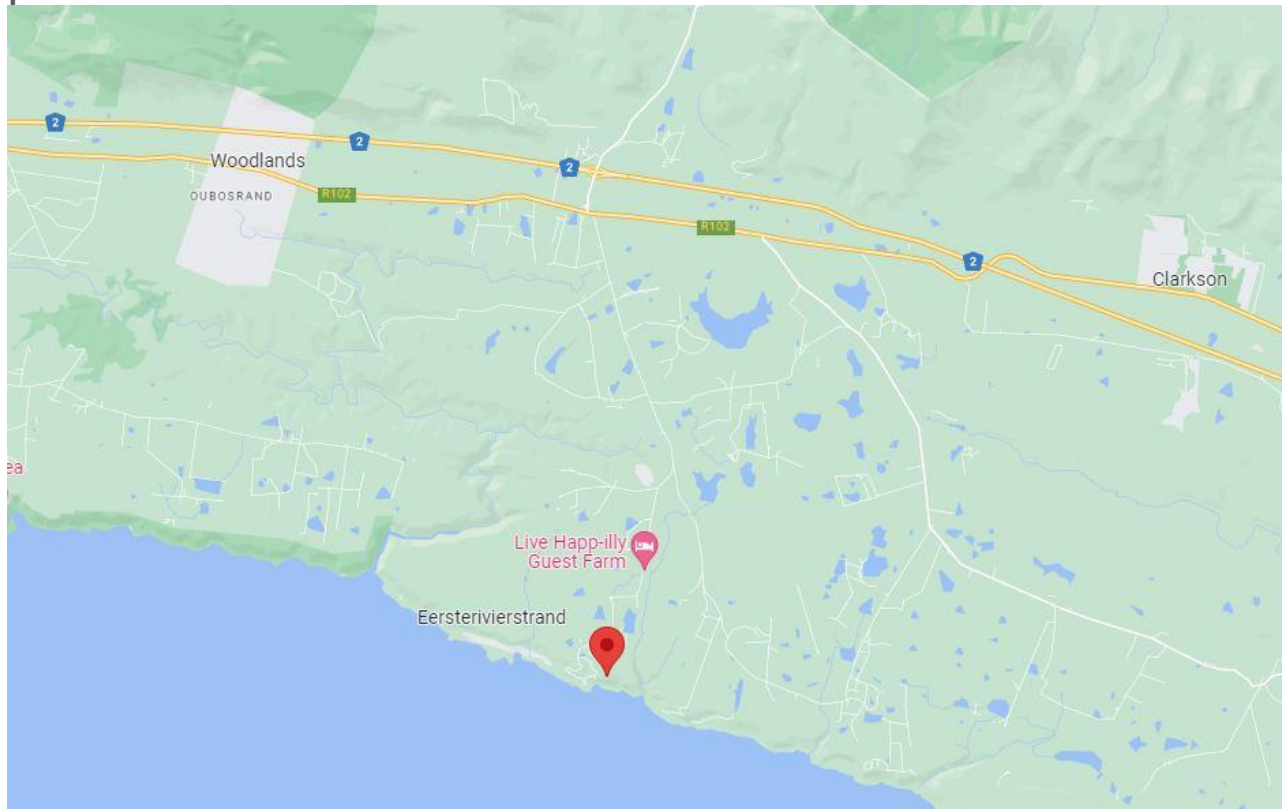 2
2
Woodlands
2
OUBOSRAND
R102
R102
2
Clarkson
ea
Live Happ-illy
Guest Farm
Eersterivierstrand